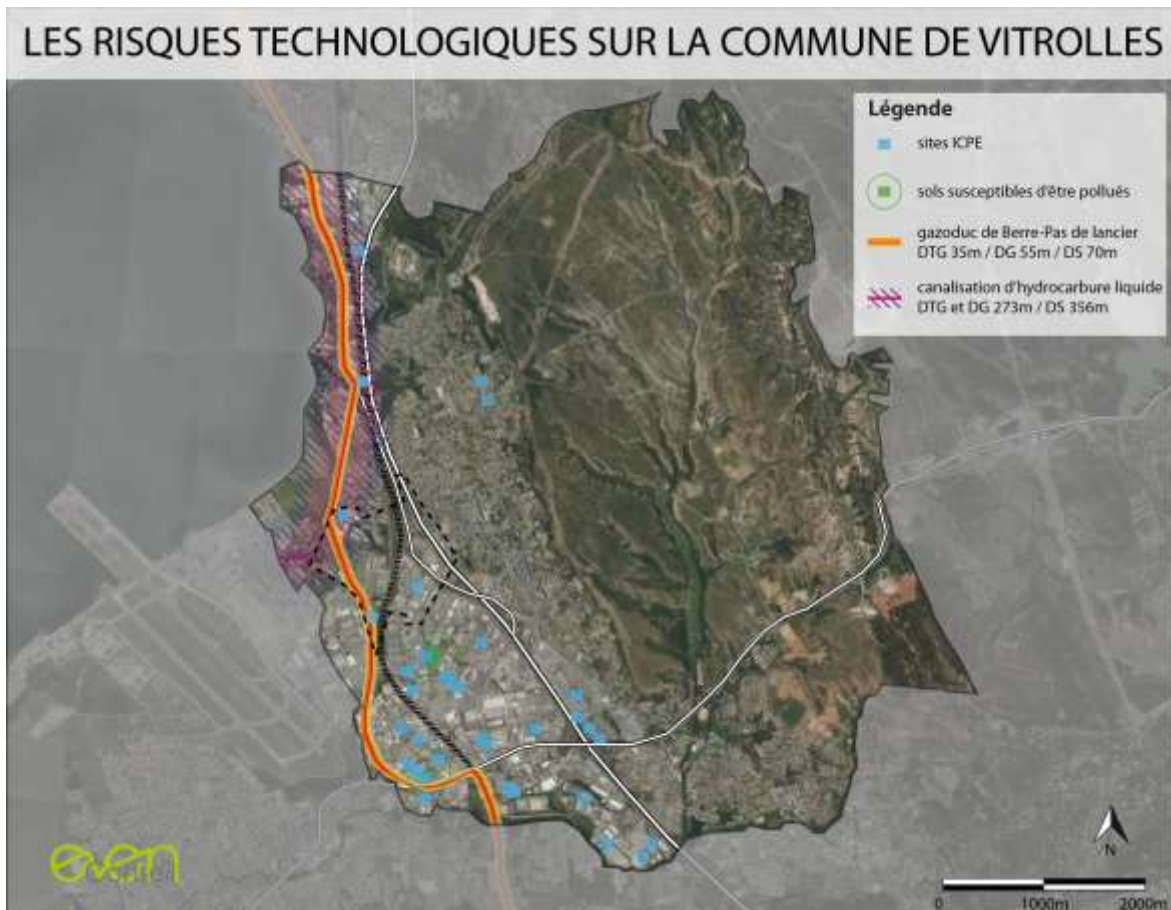 LES RISQUES TECHNOLOGIQUES SUR LA COMMUNE DE VITROLLES
Légende
sites ICPE
sols susceptibles d'être pollués
gazoduc de Berre-Pas de lancier
DTG 35m / DG 55m / DS 70m
canalisation d'hydrocarbure liquide
DTG et DG 273m / DS 356m
even
N
0 1000m 2000m